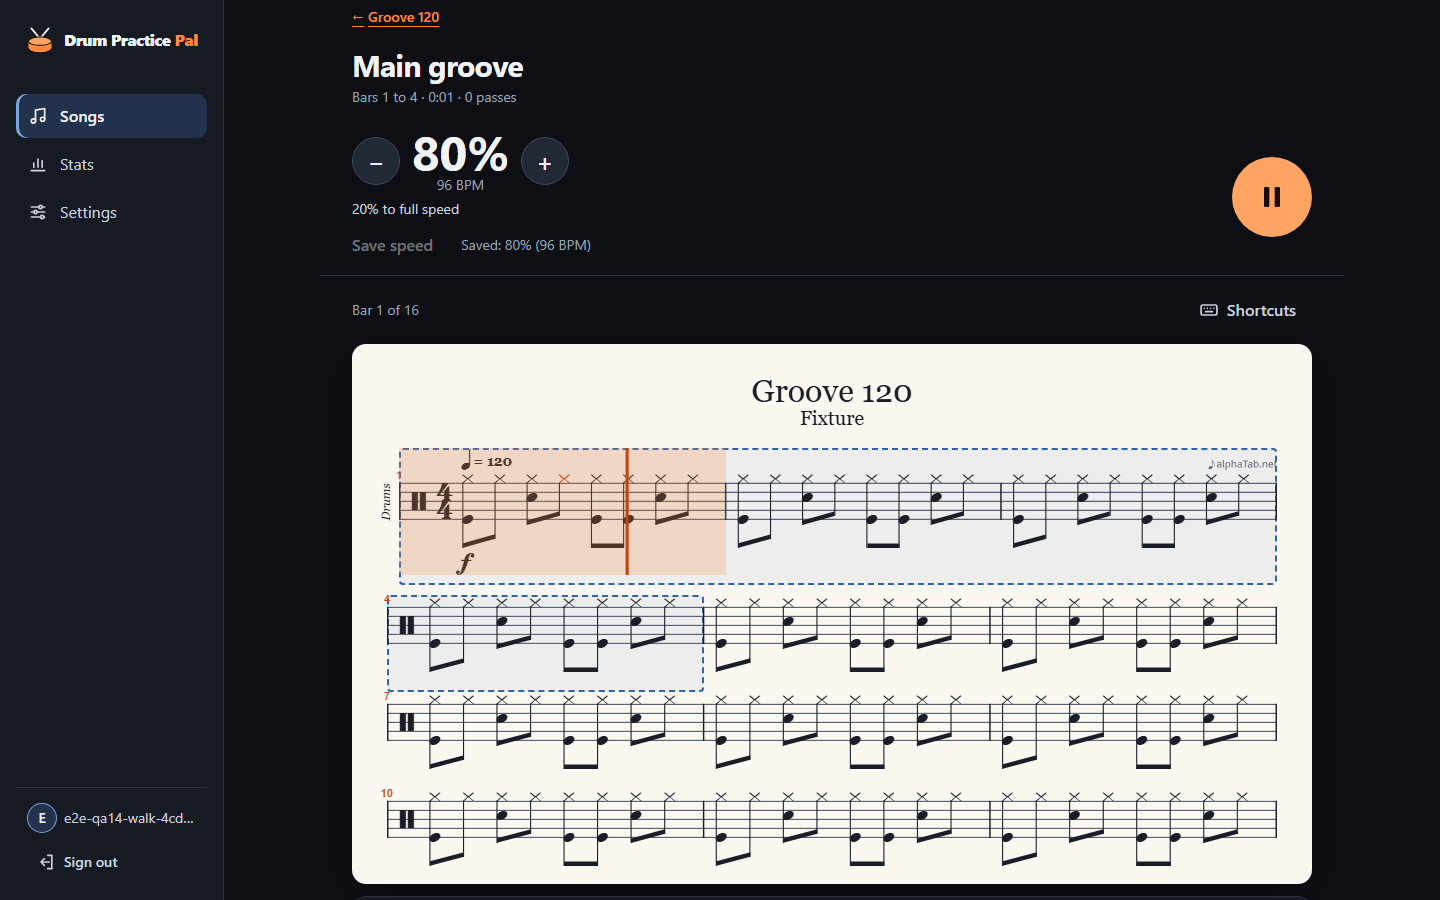 Drum Practice Pal
Songs
Stats
Settings
E
e2e-qa14-walk-4cd...
Sign out
← Groove 120
Main groove
Bars 1 to 4 · 0:01 · 0 passes
− 80% +
96 BPM
20% to full speed
Save speed Saved: 80% (96 BPM)
Bar 1 of 16
Shortcuts
Groove 120
Fixture
= 120
alphaTab.net
1
Drums
4
4
f
4
7
10